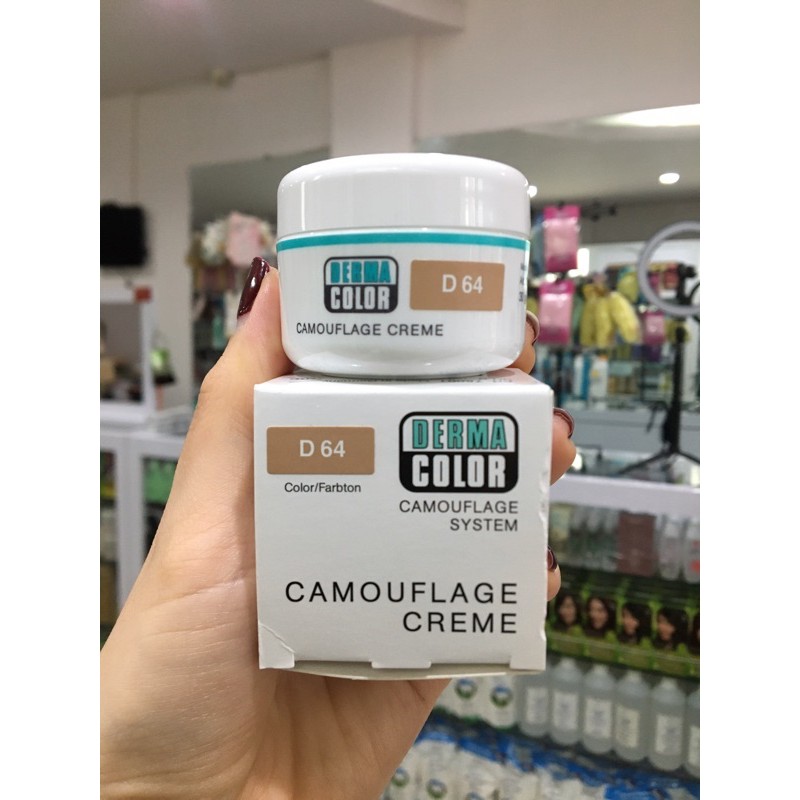 DERMA
COLOR
D 64
CAMOUFLAGE CREME
D 64
Color/Farbton
DERMA
COLOR
CAMOUFLAGE
SYSTEM
CAMOUFLAGE
CREME